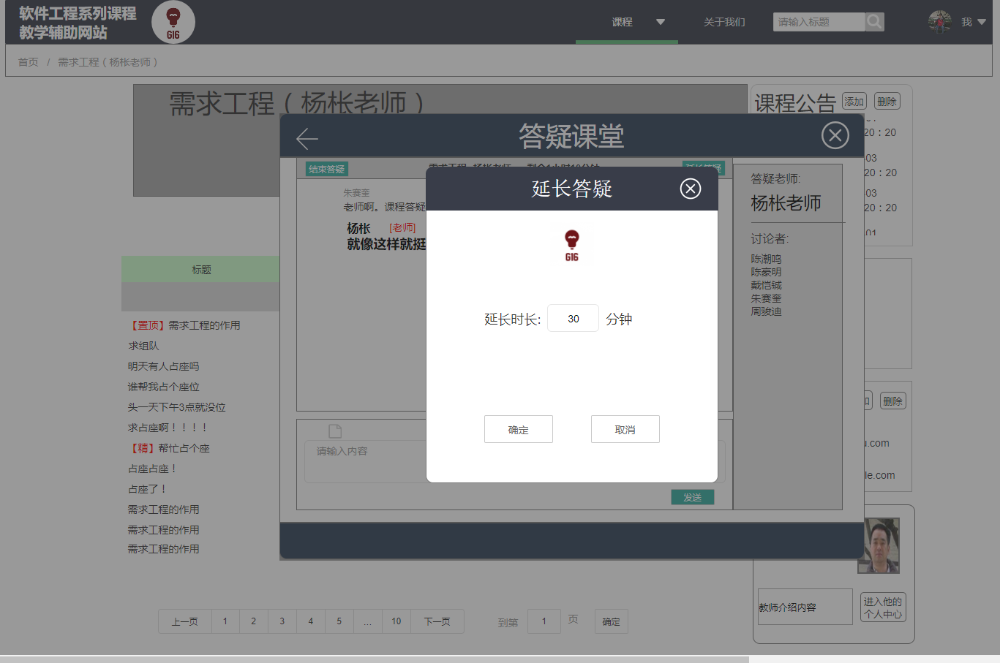 软件工程系列课程
教学辅助网站
G16
课程
关于我们
请输入标题
我
首页 / 需求工程（杨枨老师）
需求工程（杨枨老师）
课程公告
添加
删除
20：20
03
20：20
03
20：20
01
答疑课堂
结束答疑
朱赛奎
老师啊。课程答疑
杨枨 [老师]
就像这样就挺
答疑老师:
杨枨老师
讨论者:
陈潮鸣
陈豪明
戴恺铖
朱赛奎
周骏迪
延长答疑
G16
延长时长: 30 分钟
确定
取消
请输入内容
发送
标题
【置顶】需求工程的作用
求组队
明天有人占座吗
谁帮我占个座位
头一天下午3点就没位
求占座啊！！！！
【精】帮忙占个座
占座占座！
占座了！
需求工程的作用
需求工程的作用
需求工程的作用
删除
u.com
le.com
教师介绍内容
进入他的
个人中心
上一页 1 2 3 4 5 ... 10 下一页 到第 1 页 确定